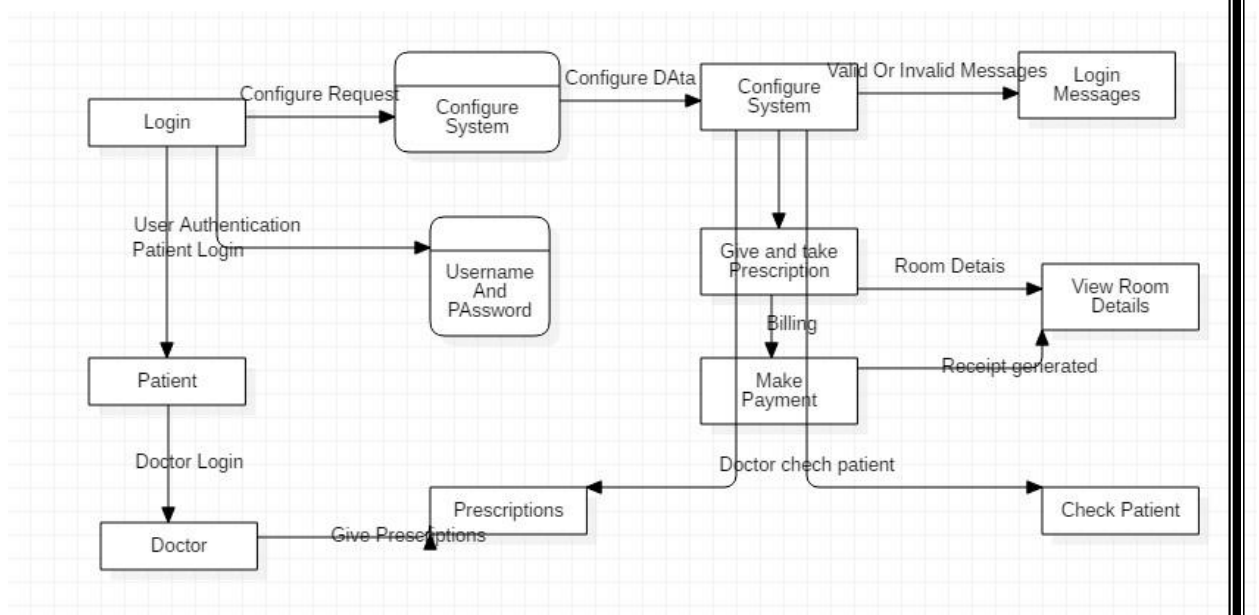 Configure Request
Configure
System
Configure DAta
Configure
System
Valid Or Invalid Messages
Login
Messages
Login
User Authentication
Patient Login
Username
And
PAssword
Give and take
Prescription
Room Detais
View Room
Details
Billing
Patient
Make
Payment
Receipt generated
Doctor Login
Doctor chech patient
Prescriptions
Check Patient
Doctor
Give Prescriptions